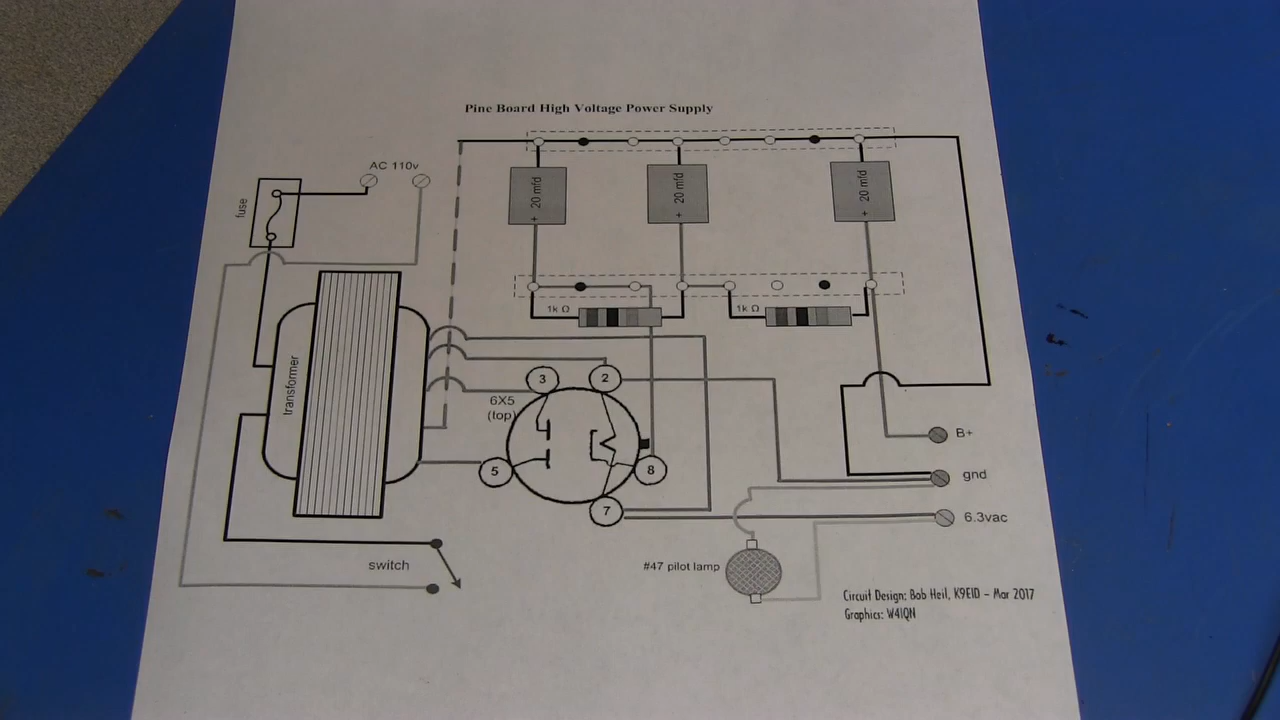 Pine Board High Voltage Power Supply
AC 110v
fuse
+ 20 mfd
+ 20 mfd
+ 20 mfd
1k Ω
1k Ω
transformer
3
2
6X5
(top)
5
8
7
B+
gnd
6.3vac
switch
#47 pilot lamp
Circuit Design: Bob Heil, K9EID – Mar 2017
Graphics: W4IQN